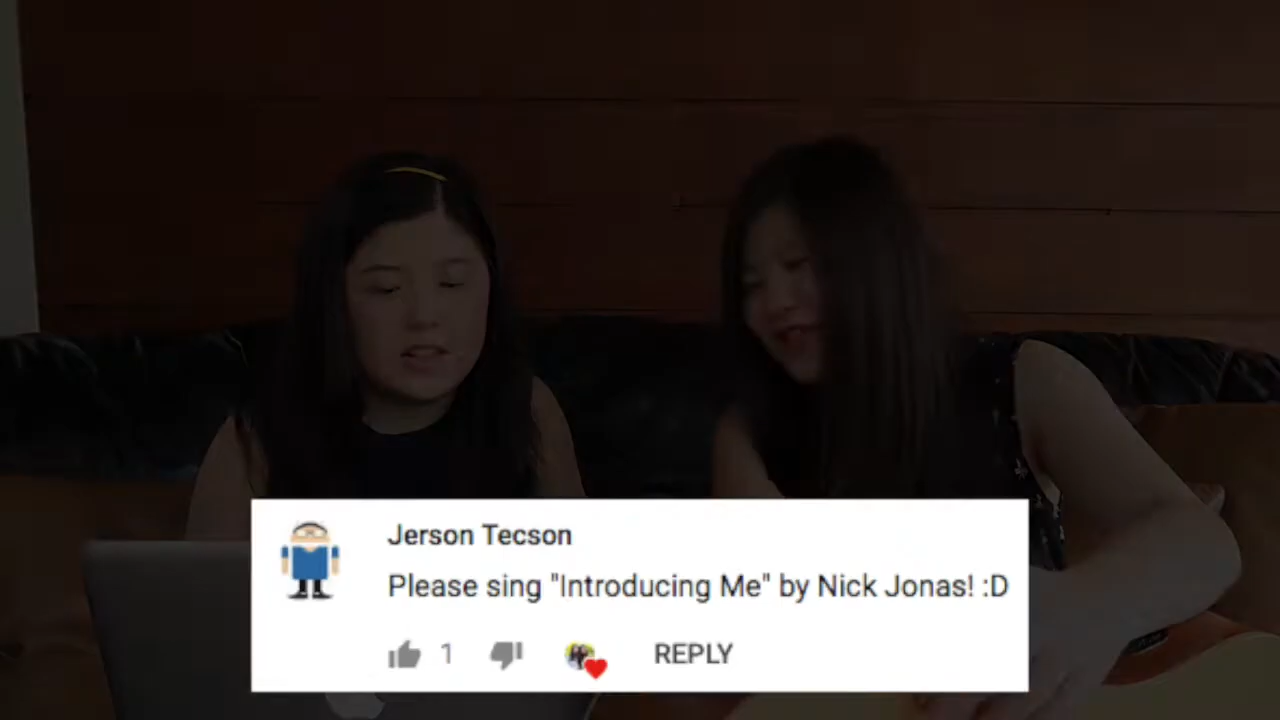 Jerson Tecson
Please sing "Introducing Me" by Nick Jonas! :D
1 REPLY